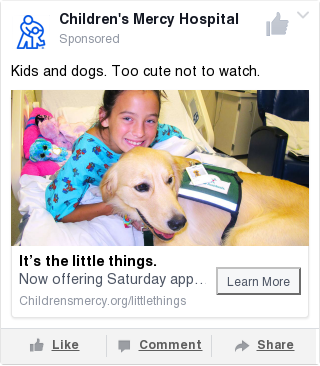 Children's Mercy Hospital
Sponsored
Kids and dogs. Too cute not to watch.
It’s the little things.
Now offering Saturday app…
Learn More
Childrensmercy.org/littlethings
Like
Comment
Share